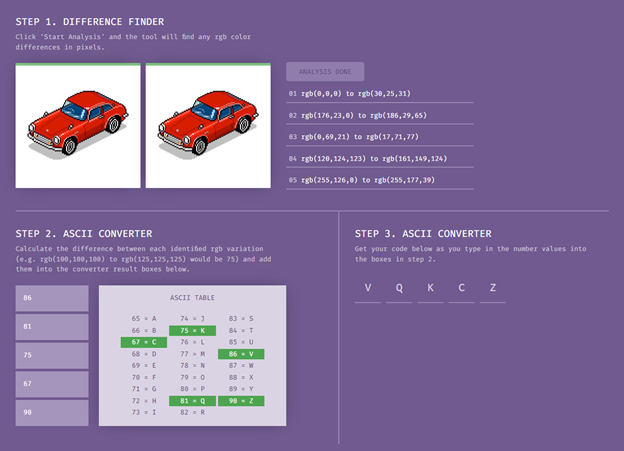 STEP 1. DIFFERENCE FINDER
Click 'Start Analysis' and the tool will find any rgb color
differences in pixels.
ANALYSIS DONE
01 rgb(0,0,0) to rgb(30,25,31)
02 rgb(176,23,0) to rgb(186,29,65)
03 rgb(0,69,21) to rgb(17,71,77)
04 rgb(120,124,123) to rgb(161,149,124)
05 rgb(255,126,0) to rgb(255,177,39)
STEP 2. ASCII CONVERTER
Calculate the difference between each identified rgb variation
(e.g. rgb(100,100,100) to rgb(125,125,125) would be 75) and add
them into the converter result boxes below.
86
81
75
67
90
ASCII TABLE
65 = A 74 = J 83 = S
66 = B 75 = K 84 = T
67 = C 76 = L 85 = U
68 = D 77 = M 86 = V
69 = E 78 = N 87 = W
70 = F 79 = O 88 = X
71 = G 80 = P 89 = Y
72 = H 81 = Q 90 = Z
73 = I 82 = R
STEP 3. ASCII CONVERTER
Get your code below as you type in the number values into
the boxes in step 2.
V Q K C Z